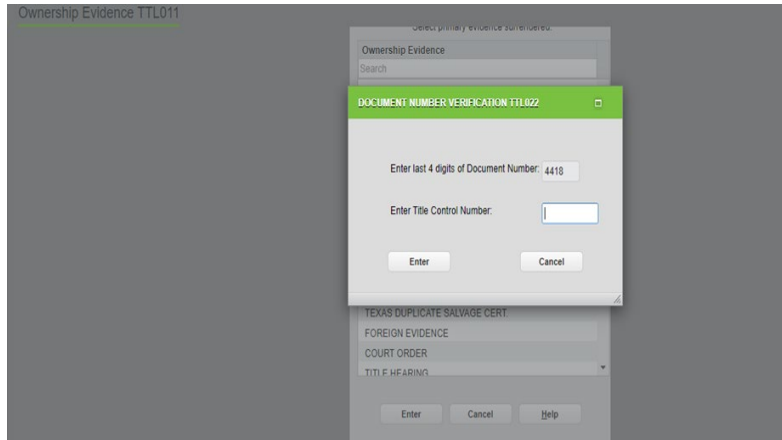 Ownership Evidence TTL011
Select primary evidence surrendered.
Ownership Evidence
Search
DOCUMENT NUMBER VERIFICATION TTL022
Enter last 4 digits of Document Number: 4418
Enter Title Control Number:
Enter Cancel
TEXAS DUPLICATE SALVAGE CERT.
FOREIGN EVIDENCE
COURT ORDER
TITLE HEARING
Enter Cancel Help